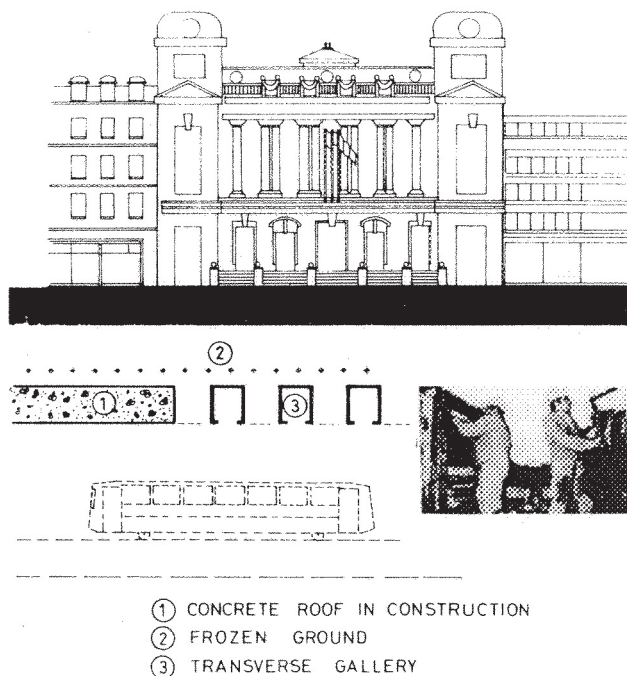 ②
① ③
① CONCRETE ROOF IN CONSTRUCTION
② FROZEN GROUND
③ TRANSVERSE GALLERY